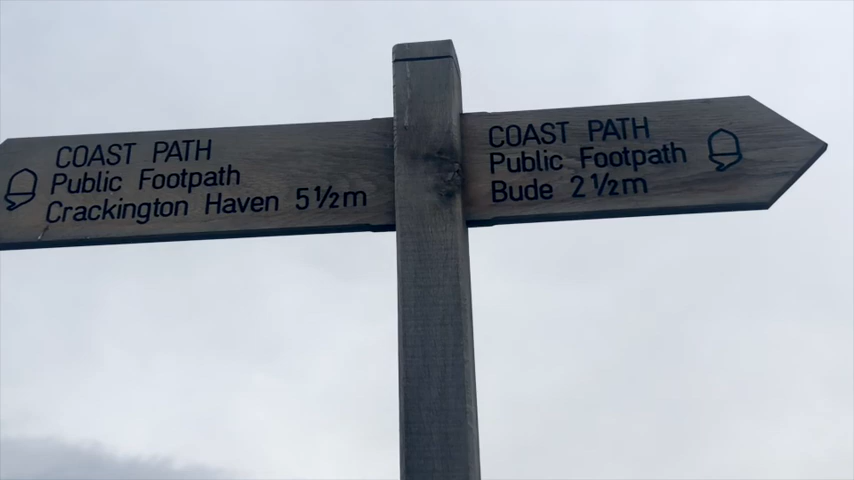 COAST PATH
Public Footpath
Crackington Haven 5½m
COAST PATH
Public Footpath
Bude 2½m